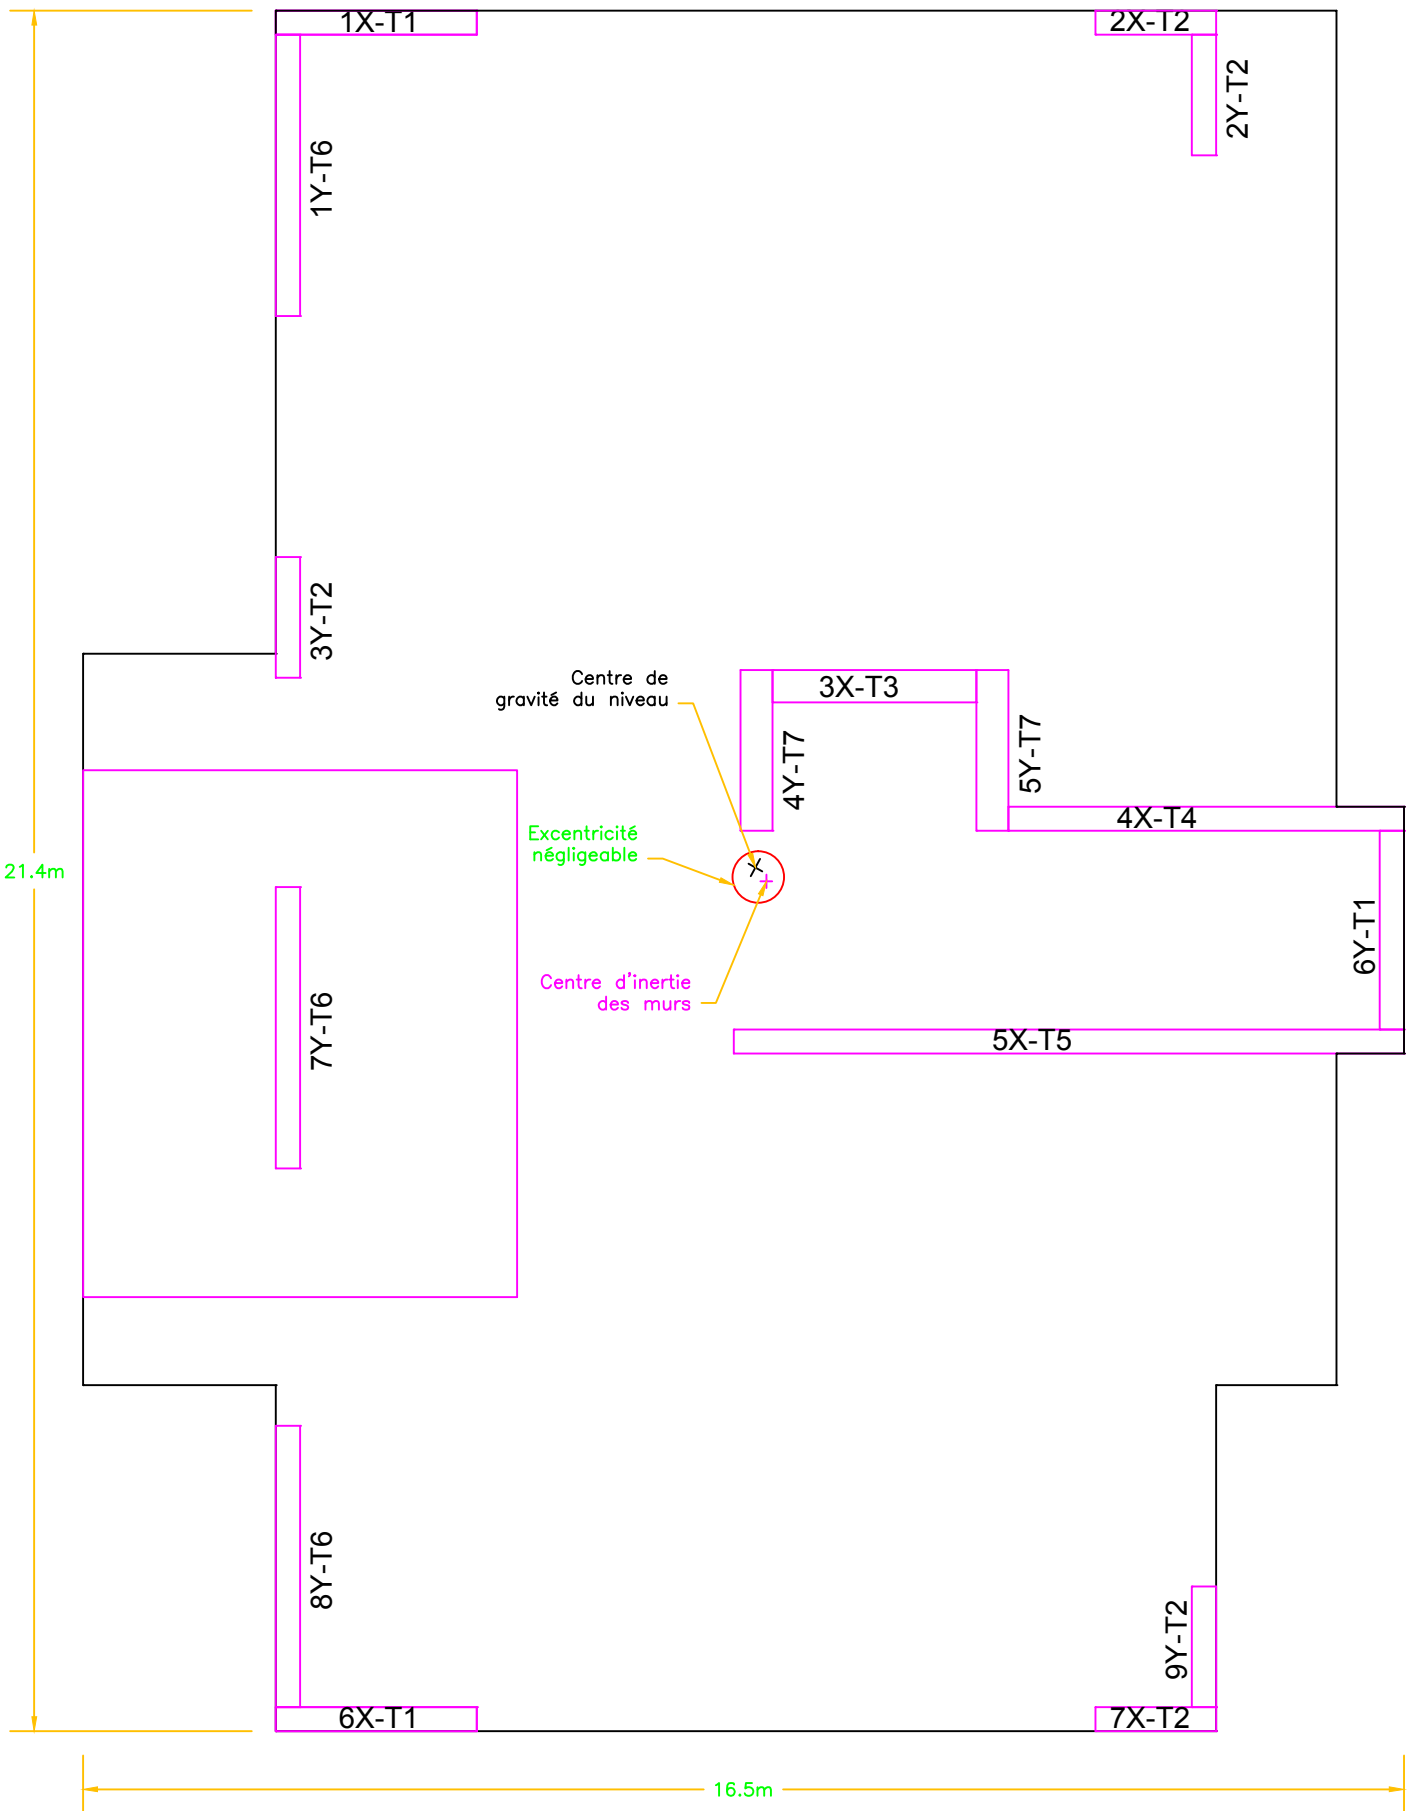 1X-T1
2X-T2
2Y-T2
1Y-T6
3Y-T2
Centre de
gravité du niveau
3X-T3
4Y-T7
5Y-T7
4X-T4
Excentricité
négligeable
21.4m
6Y-T1
Centre d'inertie
des murs
7Y-T6
5X-T5
8Y-T6
9Y-T2
6X-T1
7X-T2
16.5m